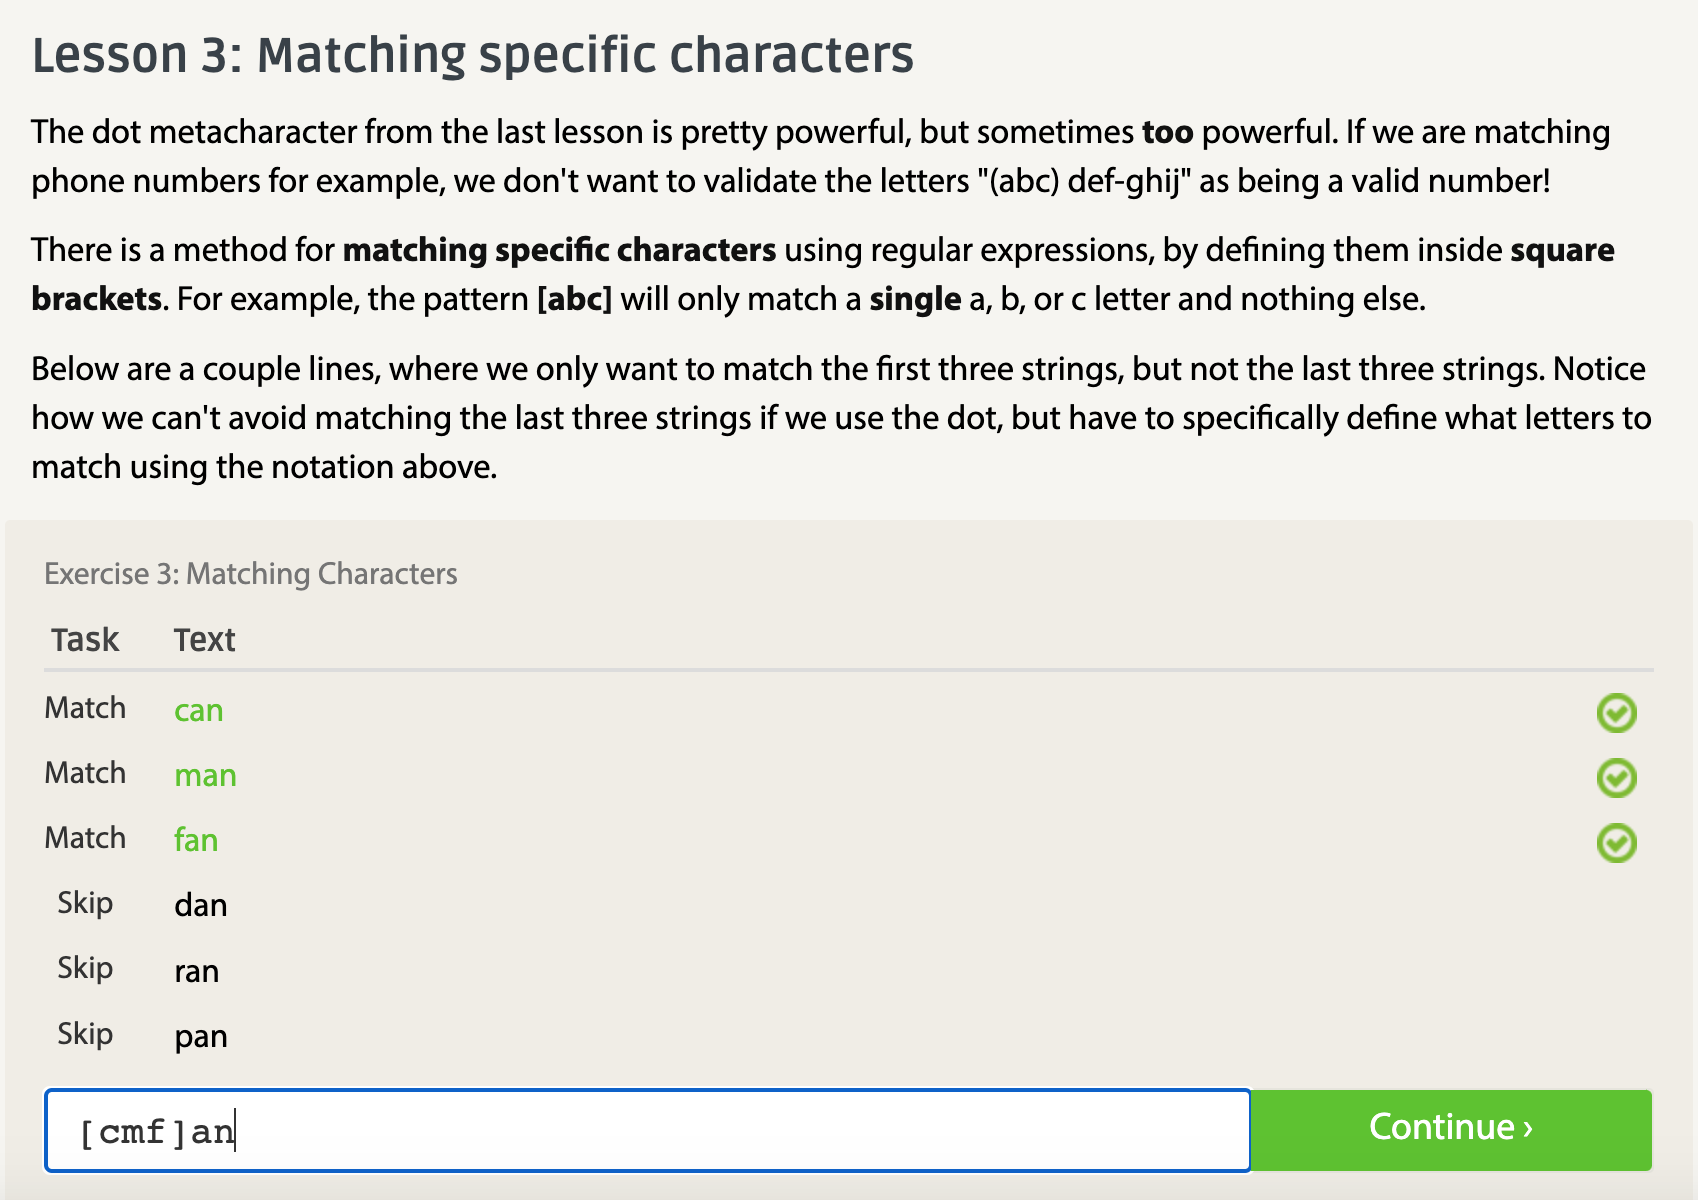 Lesson 3: Matching specific characters
The dot metacharacter from the last lesson is pretty powerful, but sometimes too powerful. If we are matching
phone numbers for example, we don't want to validate the letters "(abc) def-ghij" as being a valid number!
There is a method for matching specific characters using regular expressions, by defining them inside square
brackets. For example, the pattern [abc] will only match a single a, b, or c letter and nothing else.
Below are a couple lines, where we only want to match the first three strings, but not the last three strings. Notice
how we can't avoid matching the last three strings if we use the dot, but have to specifically define what letters to
match using the notation above.
Exercise 3: Matching Characters
Task Text
Match can
Match man
Match fan
Skip dan
Skip ran
Skip pan
[cmf]an Continue ›